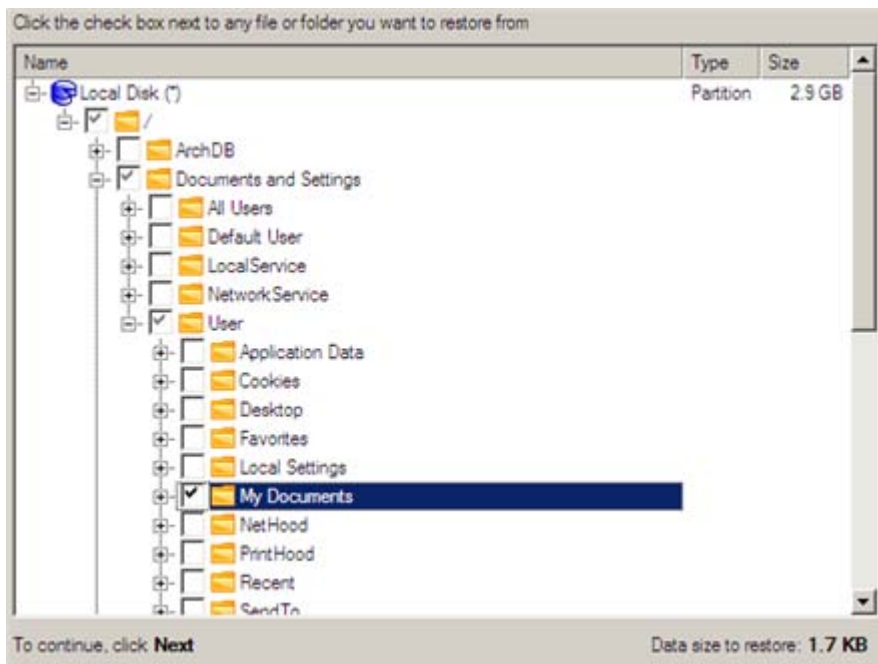 Click the check box next to any file or folder you want to restore from
Name Type Size
Local Disk (*) Partition 2.9 GB
/
ArchDB
Documents and Settings
All Users
Default User
LocalService
NetworkService
User
Application Data
Cookies
Desktop
Favorites
Local Settings
My Documents
NetHood
PrintHood
Recent
SendTo
To continue, click Next Data size to restore: 1.7 KB